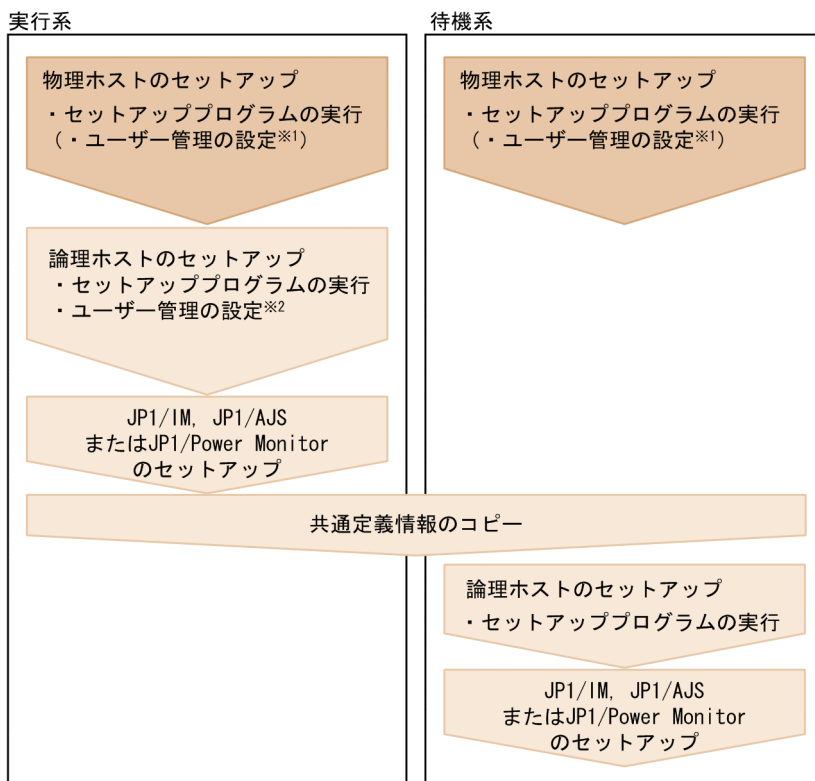 実行系
物理ホストのセットアップ
・セットアッププログラムの実行
(・ユーザー管理の設定※1)
論理ホストのセットアップ
・セットアッププログラムの実行
・ユーザー管理の設定※2
JP1/IM, JP1/AJS
またはJP1/Power Monitor
のセットアップ
待機系
物理ホストのセットアップ
・セットアッププログラムの実行
(・ユーザー管理の設定※1)
共通定義情報のコピー
論理ホストのセットアップ
・セットアッププログラムの実行
JP1/IM, JP1/AJS
またはJP1/Power Monitor
のセットアップ